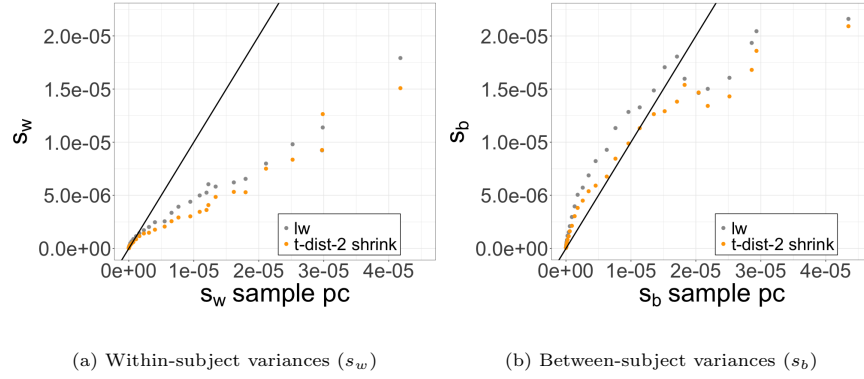 2.0e-05
1.5e-05
1.0e-05
5.0e-06
0.0e+00
s_w
0e+00 1e-05 2e-05 3e-05 4e-05
s_w sample pc
lw
t-dist-2 shrink
2.0e-05
1.5e-05
1.0e-05
5.0e-06
0.0e+00
s_b
0e+00 1e-05 2e-05 3e-05 4e-05
s_b sample pc
lw
t-dist-2 shrink
(a) Within-subject variances (s_w)
(b) Between-subject variances (s_b)